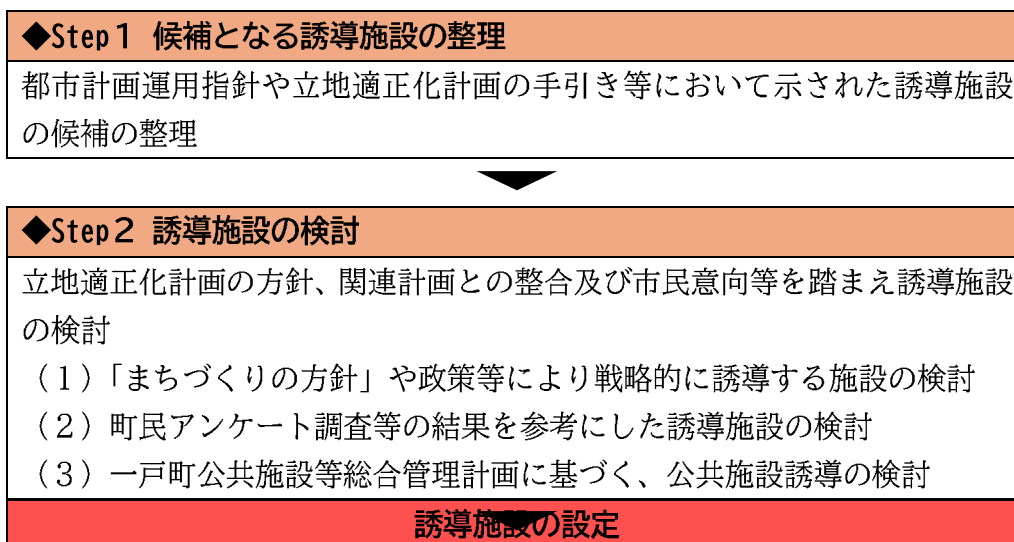 ◆Step１ 候補となる誘導施設の整理
都市計画運用指針や立地適正化計画の手引き等において示された誘導施設
の候補の整理
◆Step２ 誘導施設の検討
立地適正化計画の方針、関連計画との整合及び市民意向等を踏まえ誘導施設
の検討
（１）「まちづくりの方針」や政策等により戦略的に誘導する施設の検討
（２）町民アンケート調査等の結果を参考にした誘導施設の検討
（３）一戸町公共施設等総合管理計画に基づく、公共施設誘導の検討
誘導施設の設定